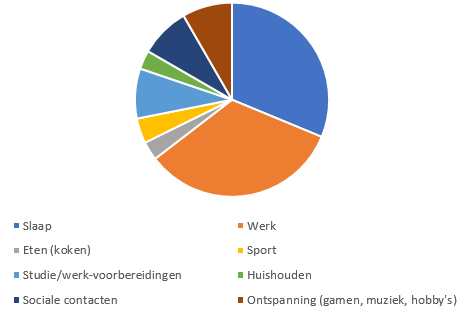 Slaap
Werk
Eten (koken)
Sport
Studie/werk-voorbereidingen
Huishouden
Sociale contacten
Ontspanning (gamen, muziek, hobby's)